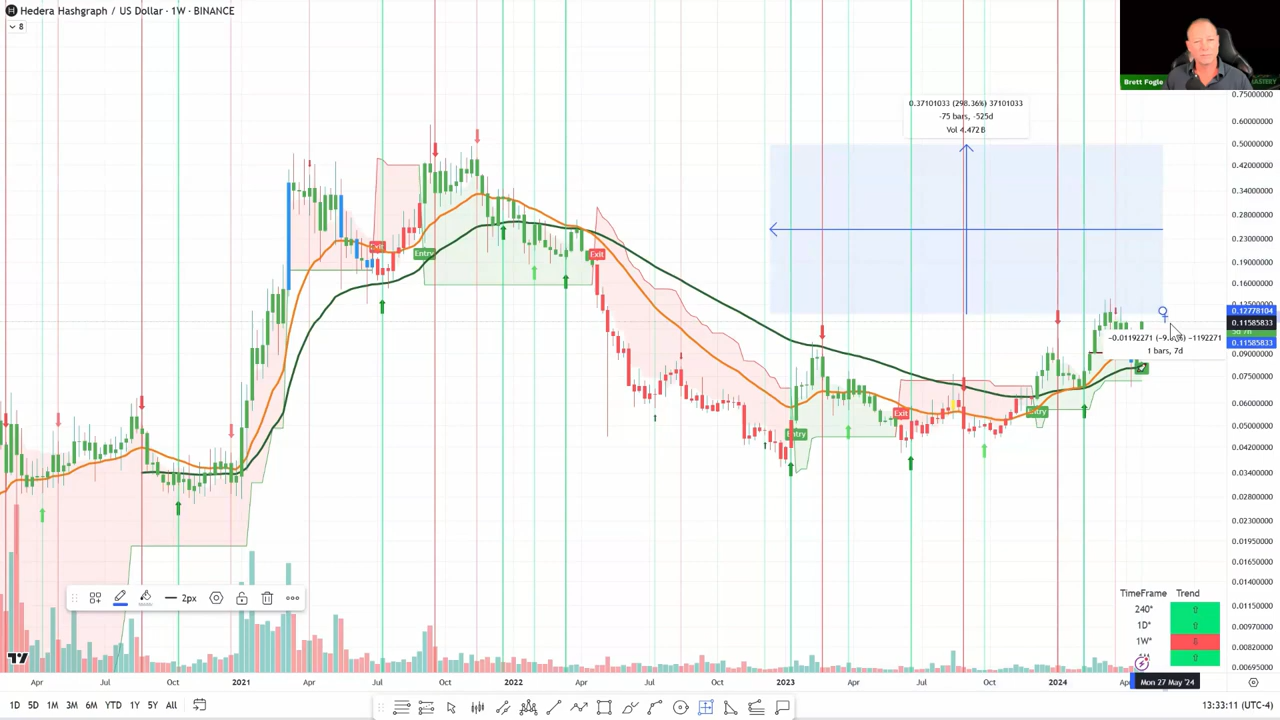 Hedera Hashgraph / US Dollar · 1W · BINANCE
8
Brett Fogle
0.37101033 (298.36%) 37101033
-75 bars, -525d
Vol 4.472B
Exit
Entry
Exit
Entry
Exit
Entry
−0.01192271
−1192271
1 bars, 7d
0.75000000
0.60000000
0.50000000
0.42000000
0.34000000
0.28000000
0.23000000
0.19000000
0.16000000
0.12778104
0.11585833
0.11585833
0.09000000
0.07500000
0.06000000
0.05000000
0.04200000
0.03400000
0.02800000
0.02300000
0.01950000
0.01650000
0.01400000
0.01150000
0.00970000
0.00820000
0.00695000
TimeFrame Trend
240*
1D*
1W*
2px
Apr Jul Oct 2021 Apr Jul Oct 2022 Apr Jul Oct 2023 Apr Jul Oct 2024 Mon 27 May '24
1D 5D 1M 3M 6M YTD 1Y 5Y All
13:33:11 (UTC-4)